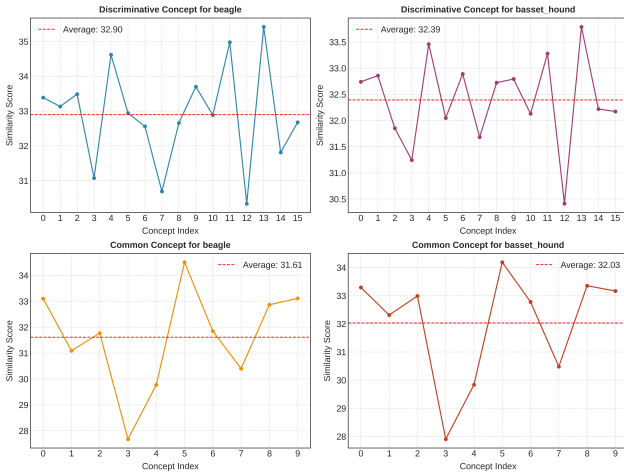 Discriminative Concept for beagle
Average: 32.90
Similarity Score
35
34
33
32
31
0 1 2 3 4 5 6 7 8 9 10 11 12 13 14 15
Concept Index
Discriminative Concept for basset_hound
Average: 32.39
Similarity Score
33.5
33.0
32.5
32.0
31.5
31.0
30.5
0 1 2 3 4 5 6 7 8 9 10 11 12 13 14 15
Concept Index
Common Concept for beagle
Average: 31.61
Similarity Score
34
33
32
31
30
29
28
0 1 2 3 4 5 6 7 8 9
Concept Index
Common Concept for basset_hound
Average: 32.03
Similarity Score
34
33
32
31
30
29
28
0 1 2 3 4 5 6 7 8 9
Concept Index